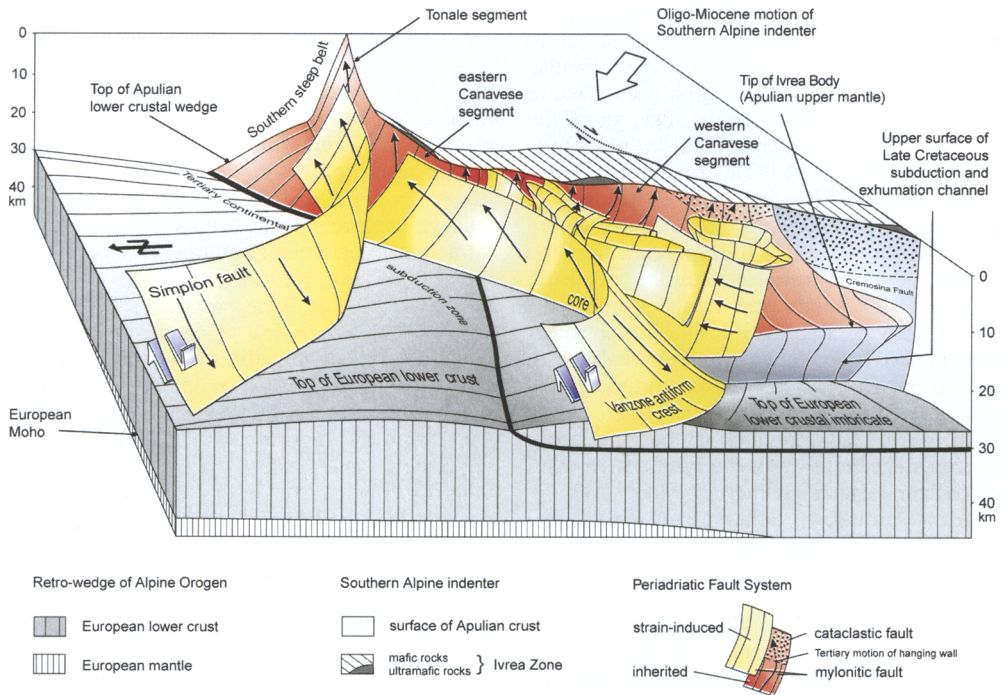 Tonale segment
Oligo-Miocene motion of
Southern Alpine indenter
0
10
20
30
40
km
Southern steep belt
Top of Apulian
lower crustal wedge
eastern
Canavese
segment
Tip of Ivrea Body
(Apulian upper mantle)
western
Canavese
segment
Upper surface of
Late Cretaceous
subduction and
exhumation channel
Tertiary continental
subduction zone
Simplon fault
core
Cremosina Fault
0
10
20
30
40
km
Top of European lower crust
Vanzone antiform
crest
Top of European
lower crustal imbricate
European
Moho
Retro-wedge of Alpine Orogen
European lower crust
European mantle
Southern Alpine indenter
surface of Apulian crust
mafic rocks
ultramafic rocks } Ivrea Zone
Periadriatic Fault System
strain-induced
inherited
cataclastic fault
Tertiary motion of hanging wall
mylonitic fault